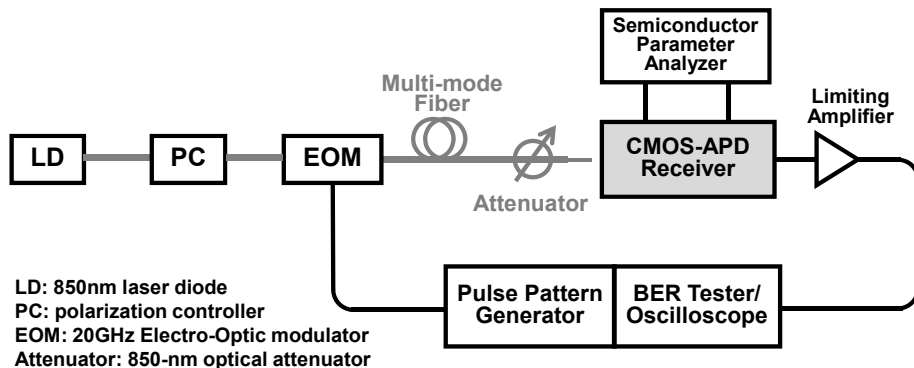 Semiconductor
Parameter
Analyzer
Multi-mode
Fiber
Limiting
Amplifier
LD
PC
EOM
CMOS-APD
Receiver
Attenuator
Pulse Pattern
Generator
BER Tester/
Oscilloscope
LD: 850nm laser diode
PC: polarization controller
EOM: 20GHz Electro-Optic modulator
Attenuator: 850-nm optical attenuator